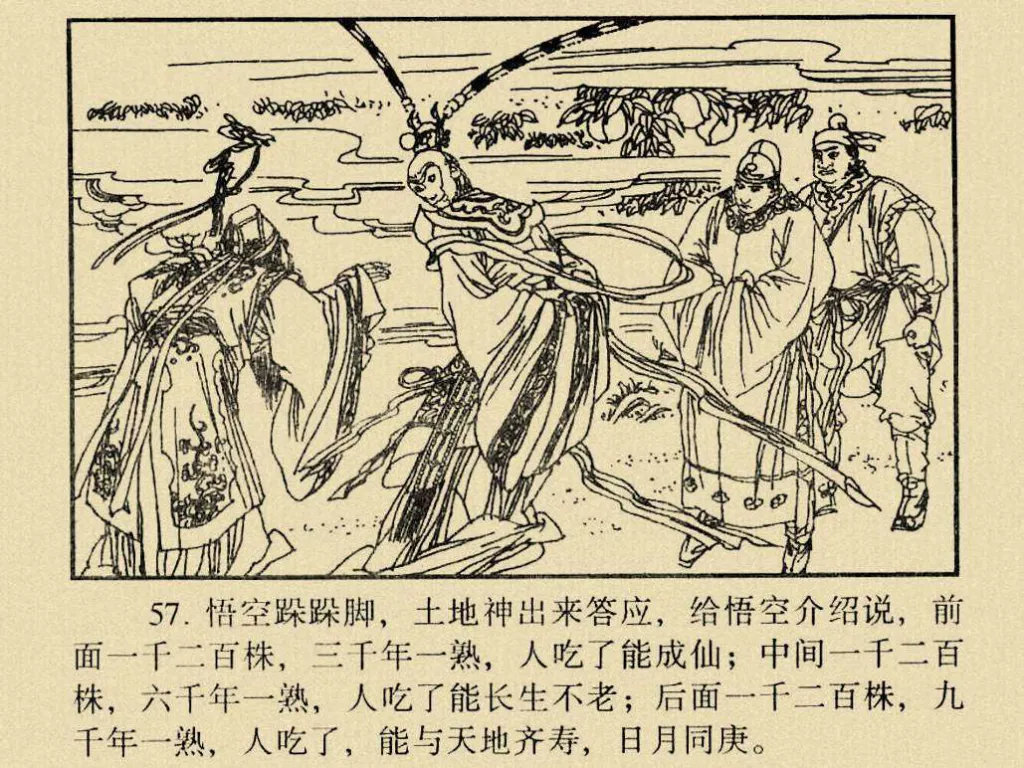 57. 悟空跺跺脚，土地神出来答应，给悟空介绍说，前
面一千二百株，三千年一熟，人吃了能成仙；中间一千二百
株，六千年一熟，人吃了能长生不老；后面一千二百株，九
千年一熟，人吃了，能与天地齐寿，日月同庚。